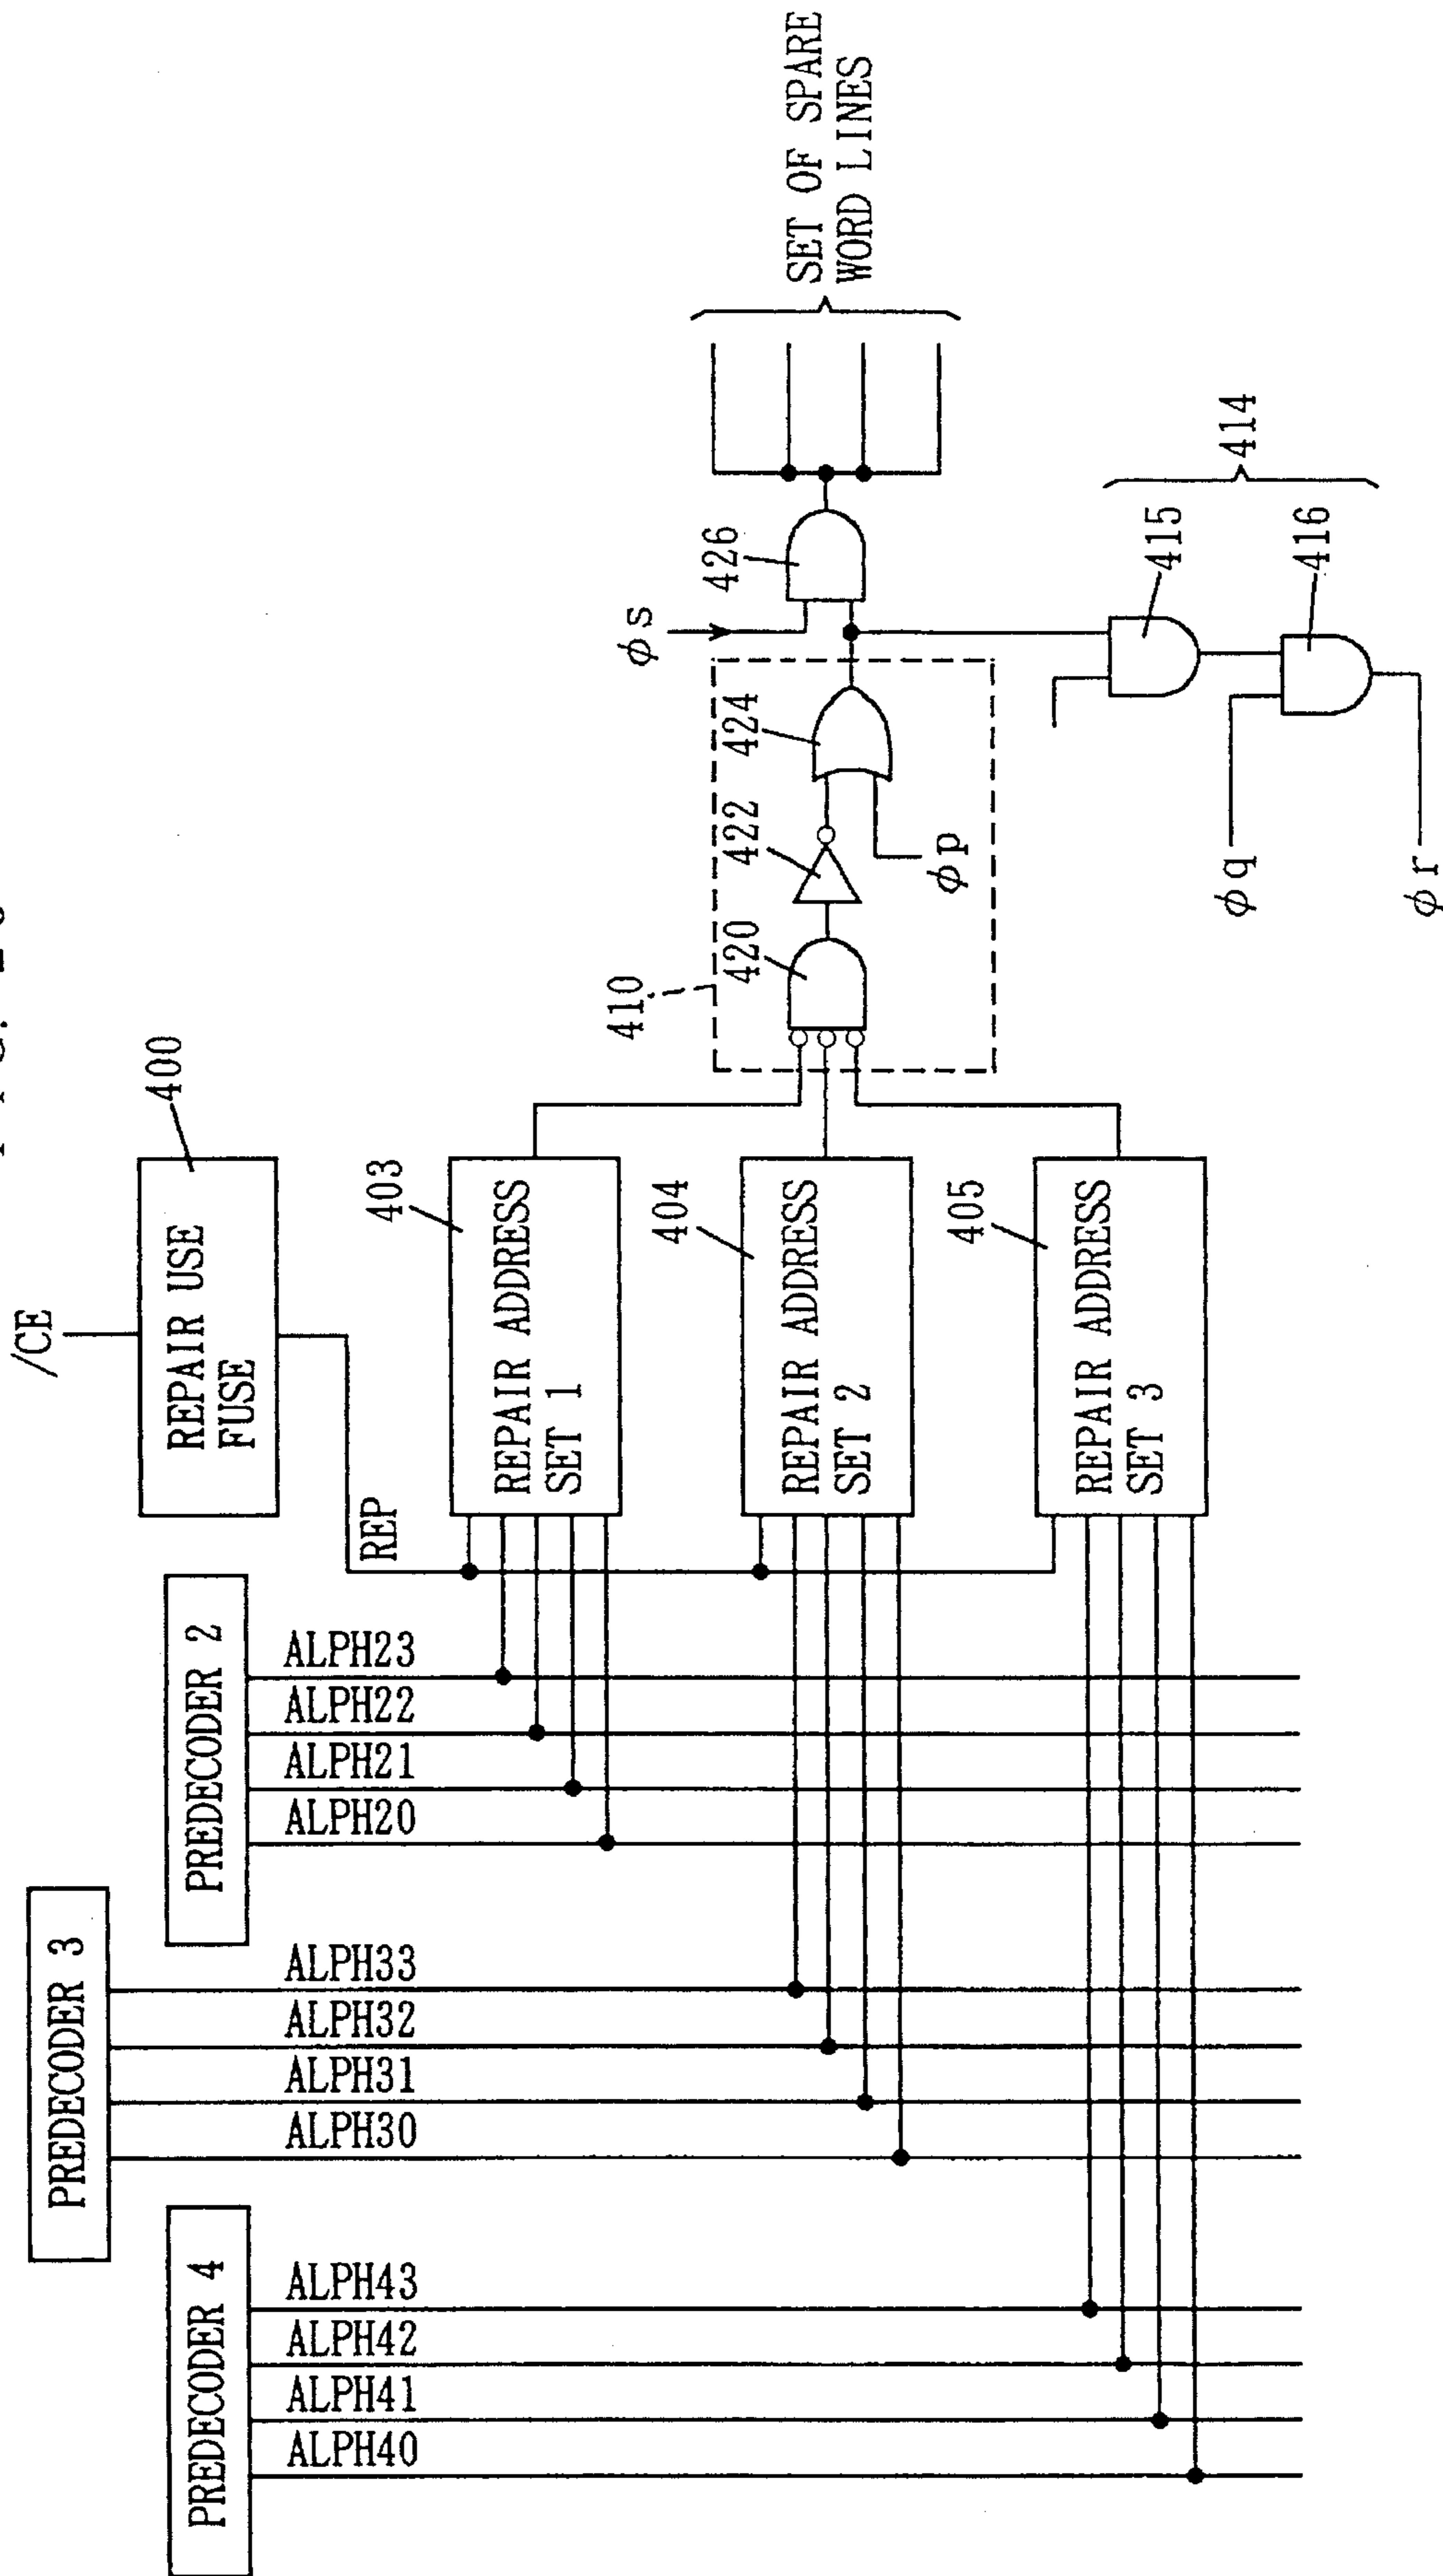 /CE
REPAIR USE
FUSE
400
REP
PREDECODER 2
ALPH23
ALPH22
ALPH21
ALPH20
PREDECODER 3
ALPH33
ALPH32
ALPH31
ALPH30
PREDECODER 4
ALPH43
ALPH42
ALPH41
ALPH40
REPAIR ADDRESS
SET 1
403
REPAIR ADDRESS
SET 2
404
REPAIR ADDRESS
SET 3
405
410
420
422
424
φp
φs
426
SET OF SPARE
WORD LINES
415
416
414
φq
φr